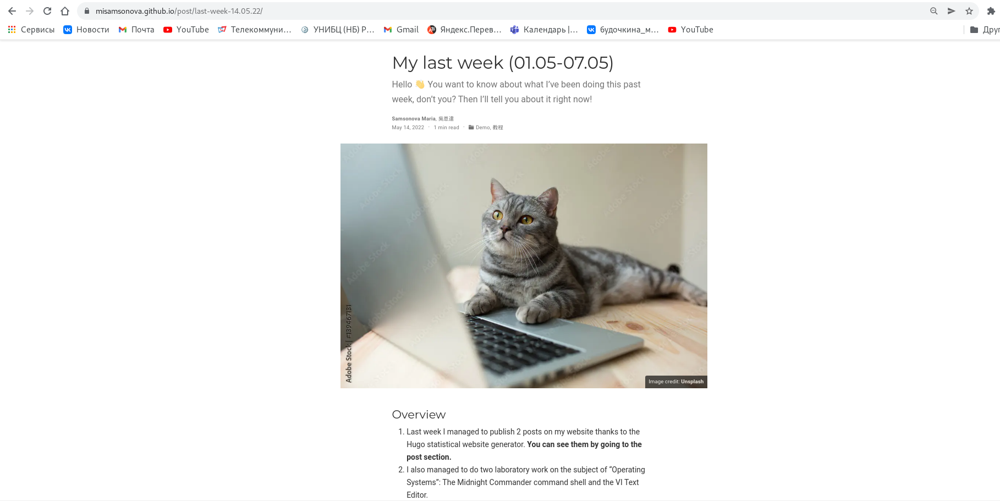 misamsonova.github.io/post/last-week-14.05.22/
Сервисы Новости Почта YouTube Телекоммуни... УНИБЦ (НБ) Р... Gmail Яндекс.Перев... Календарь |... будочкина_м... YouTube Друг
My last week (01.05-07.05)
Hello 👋 You want to know about what I’ve been doing this past
week, don’t you? Then I’ll tell you about it right now!
Samsonova Maria, 吳恩達
May 14, 2022 · 1 min read · Demo, 教程
Adobe Stock | #139467131
Image credit: Unsplash
Overview
1. Last week I managed to publish 2 posts on my website thanks to the
Hugo statistical website generator. You can see them by going to the
post section.
2. I also managed to do two laboratory work on the subject of “Operating
Systems”: The Midnight Commander command shell and the VI Text
Editor.